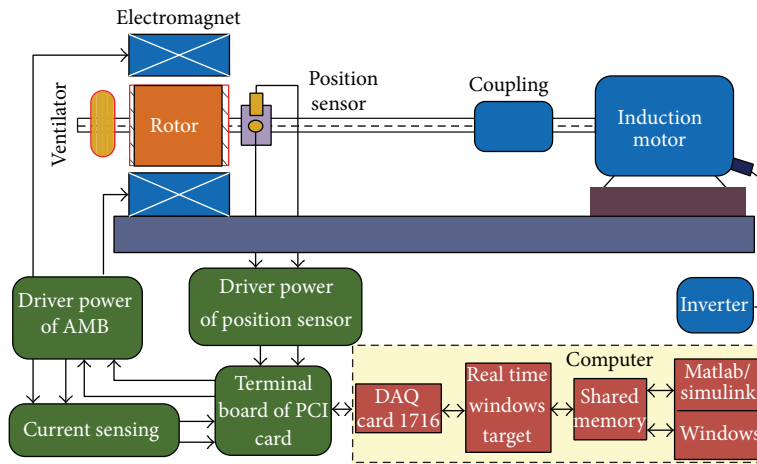 Electromagnet
Ventilator
Rotor
Position
sensor
Coupling
Induction
motor
Driver power
of AMB
Driver power
of position sensor
Inverter
Current sensing
Terminal
board of PCI
card
Computer
DAQ
card 1716
Real time
windows
target
Shared
memory
Matlab/
simulink
Windows